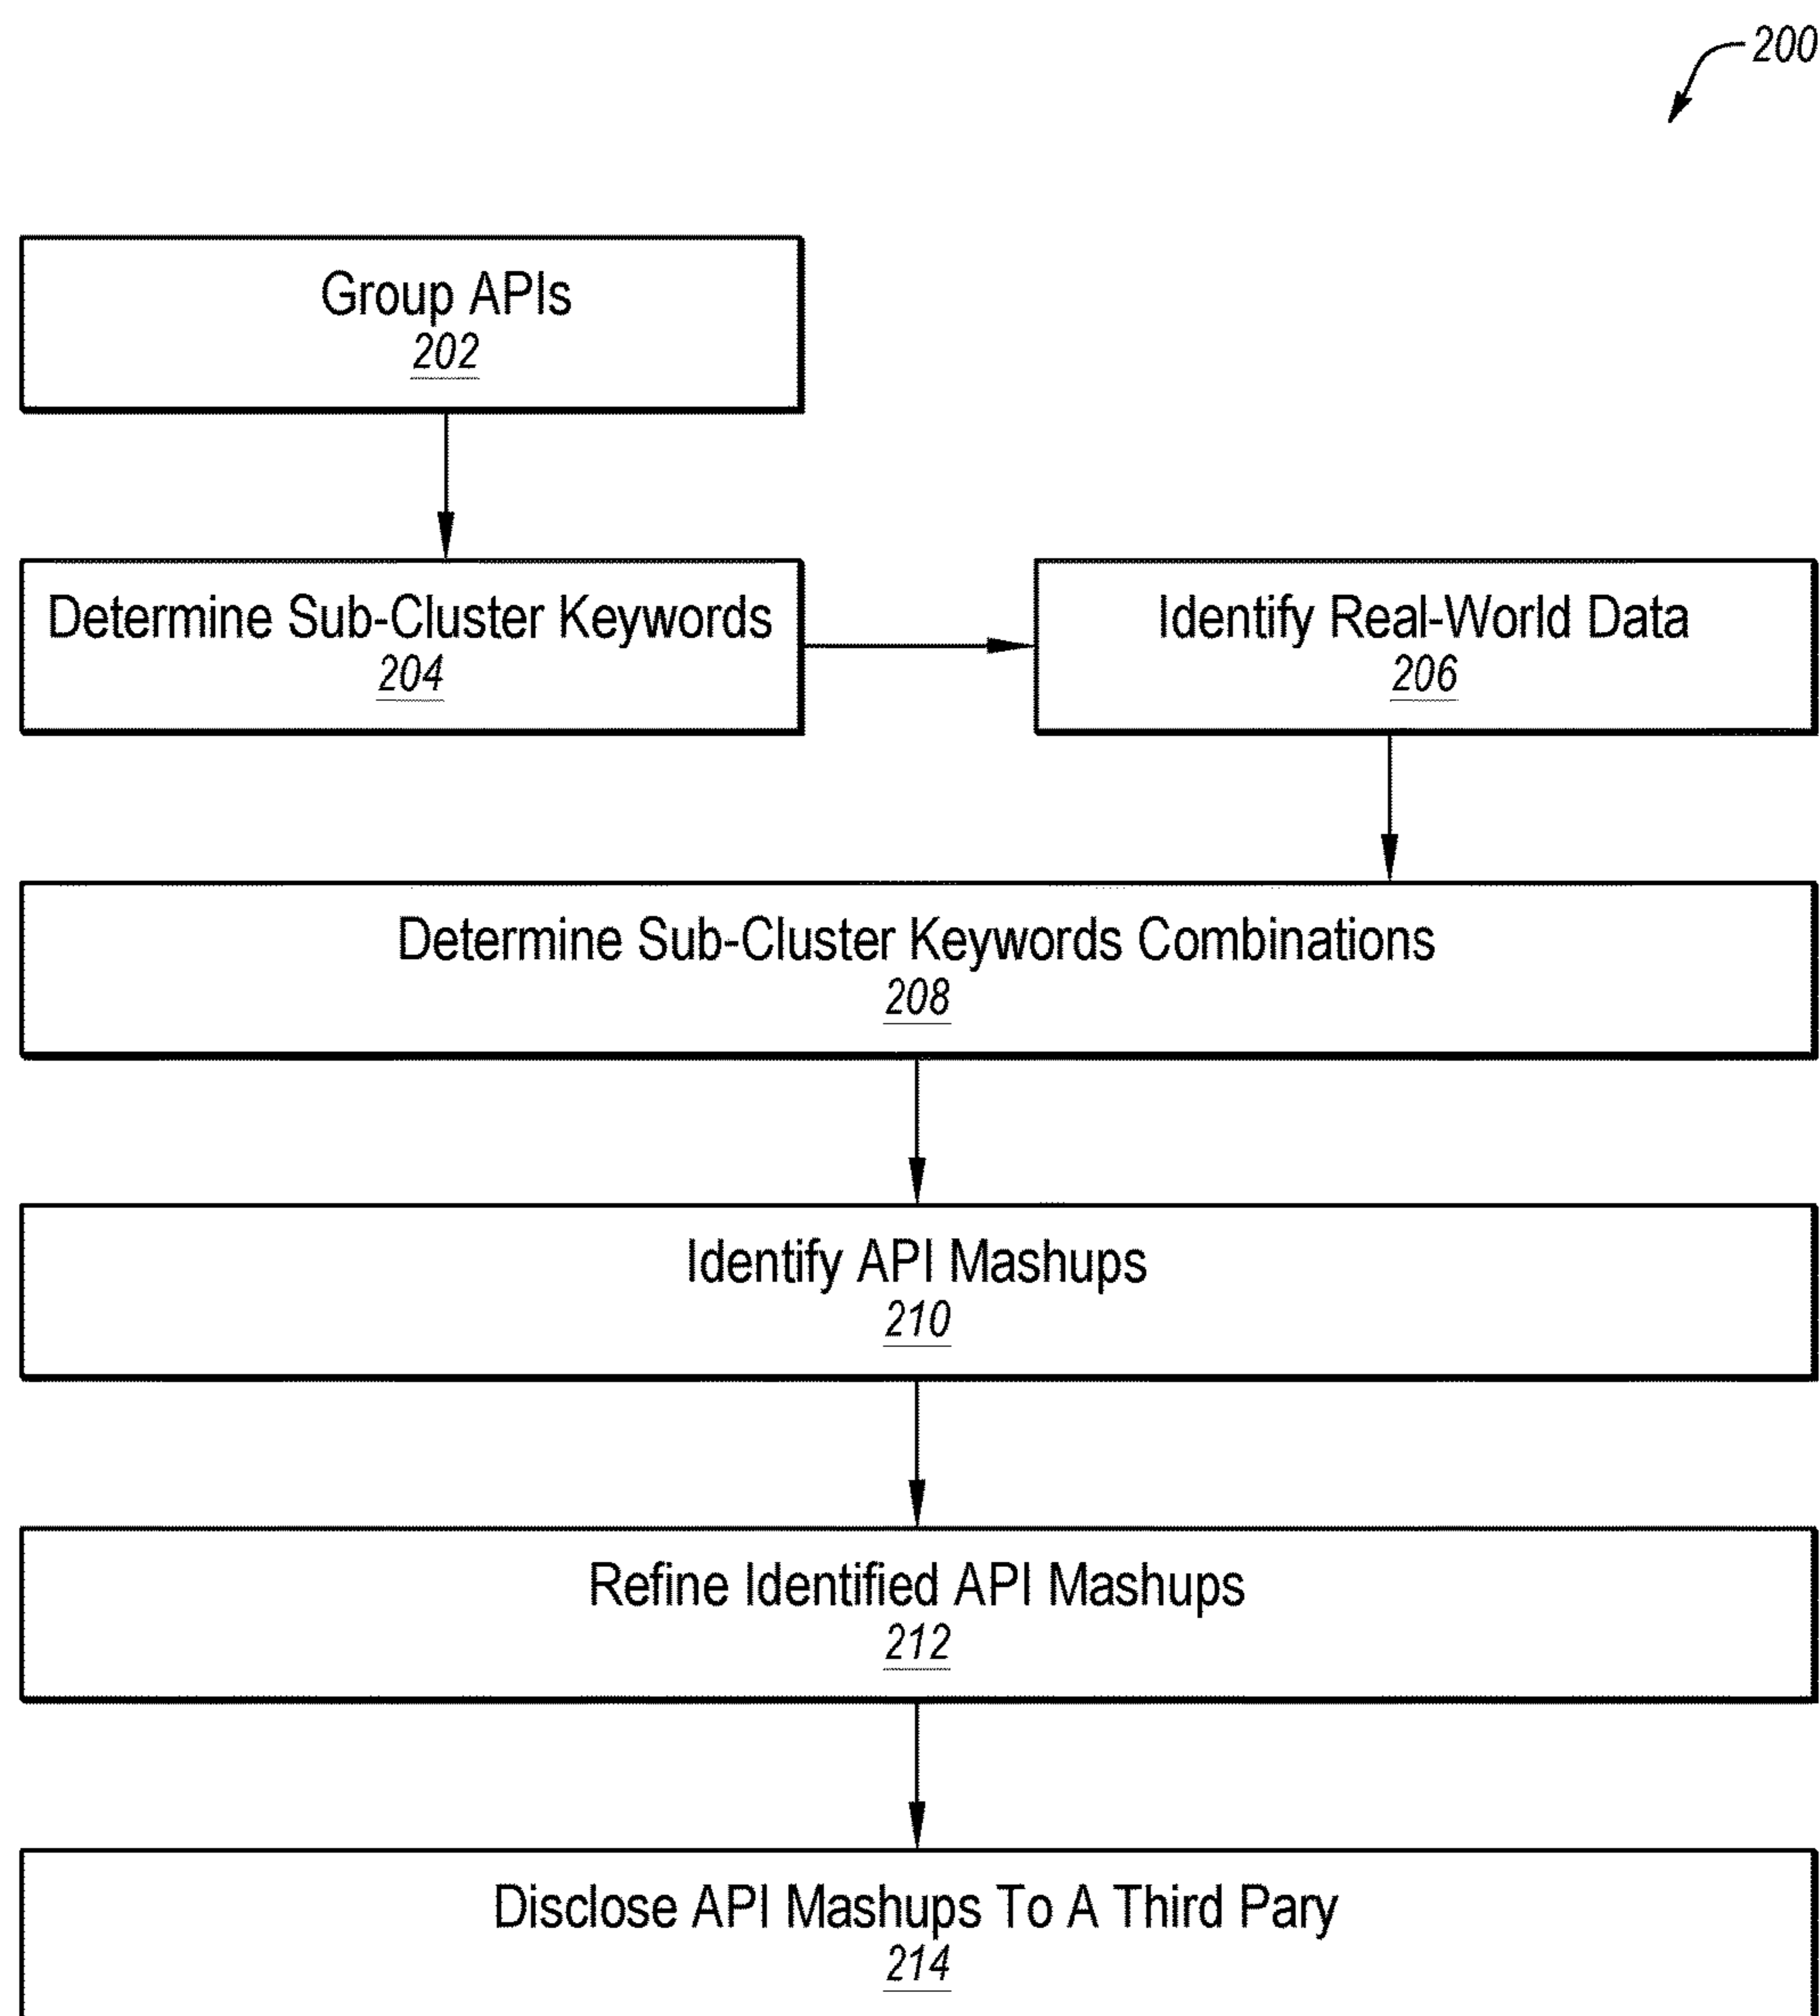 200
Group APIs
202
Determine Sub-Cluster Keywords
204
Identify Real-World Data
206
Determine Sub-Cluster Keywords Combinations
208
Identify API Mashups
210
Refine Identified API Mashups
212
Disclose API Mashups To A Third Pary
214